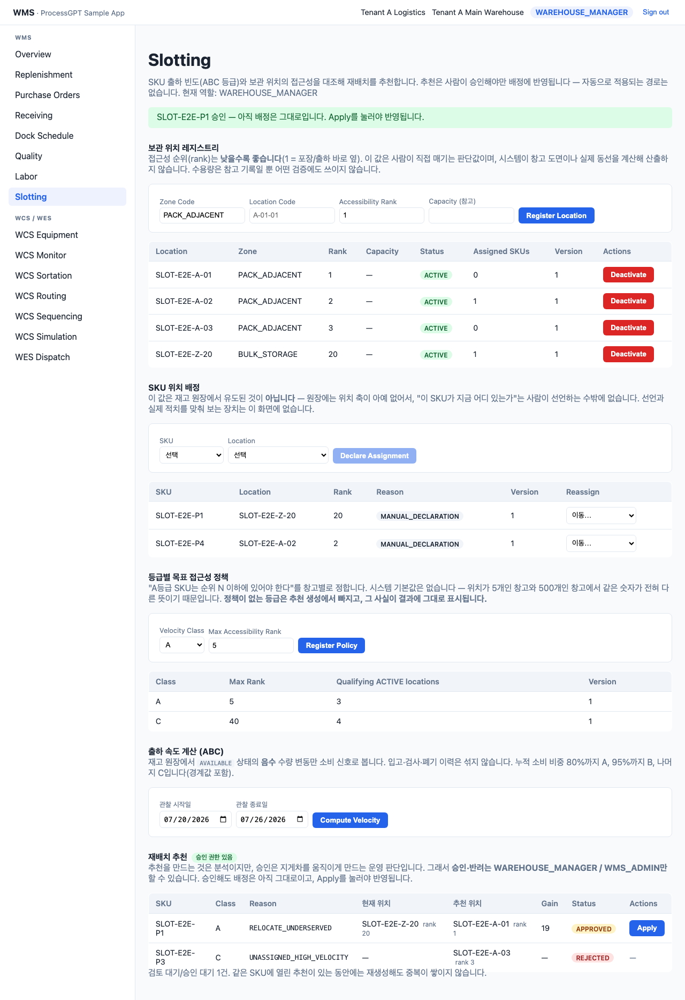 WMS · ProcessGPT Sample App
Tenant A Logistics Tenant A Main Warehouse WAREHOUSE_MANAGER Sign out
WMS
Overview
Replenishment
Purchase Orders
Receiving
Dock Schedule
Quality
Labor
Slotting
WCS / WES
WCS Equipment
WCS Monitor
WCS Sortation
WCS Routing
WCS Sequencing
WCS Simulation
WES Dispatch
Slotting
SKU 출하 빈도(ABC 등급)와 보관 위치의 접근성을 대조해 재배치를 추천합니다. 추천은 사람이 승인해야만 배정에 반영됩니다 — 자동으로 적용되는 경로는
없습니다. 현재 역할: WAREHOUSE_MANAGER
SLOT-E2E-P1 승인 — 아직 배정은 그대로입니다. Apply를 눌러야 반영됩니다.
보관 위치 레지스트리
접근성 순위(rank)는 낮을수록 좋습니다(1 = 포장/출하 바로 옆). 이 값은 사람이 직접 매기는 판단값이며, 시스템이 창고 도면이나 실제 동선을 계산해 산출하
지 않습니다. 수용량은 참고 기록일 뿐 어떤 검증에도 쓰이지 않습니다.
Zone Code Location Code Accessibility Rank Capacity (참고)
PACK_ADJACENT A-01-01 1 Register Location
Location Zone Rank Capacity Status Assigned SKUs Version Actions
SLOT-E2E-A-01 PACK_ADJACENT 1 — ACTIVE 0 1 Deactivate
SLOT-E2E-A-02 PACK_ADJACENT 2 — ACTIVE 1 1 Deactivate
SLOT-E2E-A-03 PACK_ADJACENT 3 — ACTIVE 0 1 Deactivate
SLOT-E2E-Z-20 BULK_STORAGE 20 — ACTIVE 1 1 Deactivate
SKU 위치 배정
이 값은 재고 원장에서 유도된 것이 아닙니다 — 원장에는 위치 축이 아예 없어서, "이 SKU가 지금 어디 있는가"는 사람이 선언하는 수밖에 없습니다. 선언과
실제 적치를 맞춰 보는 장치는 이 화면에 없습니다.
SKU Location
선택 선택 Declare Assignment
SKU Location Rank Reason Version Reassign
SLOT-E2E-P1 SLOT-E2E-Z-20 20 MANUAL_DECLARATION 1 이동...
SLOT-E2E-P4 SLOT-E2E-A-02 2 MANUAL_DECLARATION 1 이동...
등급별 목표 접근성 정책
"A등급 SKU는 순위 N 이하에 있어야 한다"를 창고별로 정합니다. 시스템 기본값은 없습니다 — 위치가 5개인 창고와 500개인 창고에서 같은 숫자가 전혀 다
른 뜻이기 때문입니다. 정책이 없는 등급은 추천 생성에서 빠지고, 그 사실이 결과에 그대로 표시됩니다.
Velocity Class Max Accessibility Rank
A 5 Register Policy
Class Max Rank Qualifying ACTIVE locations Version
A 5 3 1
C 40 4 1
출하 속도 계산 (ABC)
재고 원장에서 AVAILABLE 상태의 음수 수량 변동만 소비 신호로 봅니다. 입고·검사·폐기 이력은 섞지 않습니다. 누적 소비 비중 80%까지 A, 95%까지 B, 나머
지 C입니다(경계값 포함).
관찰 시작일 관찰 종료일
07/20/2026 07/26/2026 Compute Velocity
재배치 추천 승인 권한 있음
추천을 만드는 것은 분석이지만, 승인은 지게차를 움직이게 만드는 운영 판단입니다. 그래서 승인·반려는 WAREHOUSE_MANAGER / WMS_ADMIN만
할 수 있습니다. 승인해도 배정은 아직 그대로이고, Apply를 눌러야 반영됩니다.
SKU Class Reason 현재 위치 추천 위치 Gain Status Actions
SLOT-E2E-P1 A RELOCATE_UNDERSERVED SLOT-E2E-Z-20 rank 20 SLOT-E2E-A-01 rank 1 19 APPROVED Apply
SLOT-E2E-P3 C UNASSIGNED_HIGH_VELOCITY — SLOT-E2E-A-03 rank 3 — REJECTED —
검토 대기/승인 대기 1건. 같은 SKU에 열린 추천이 있는 동안에는 재생성해도 중복이 쌓이지 않습니다.